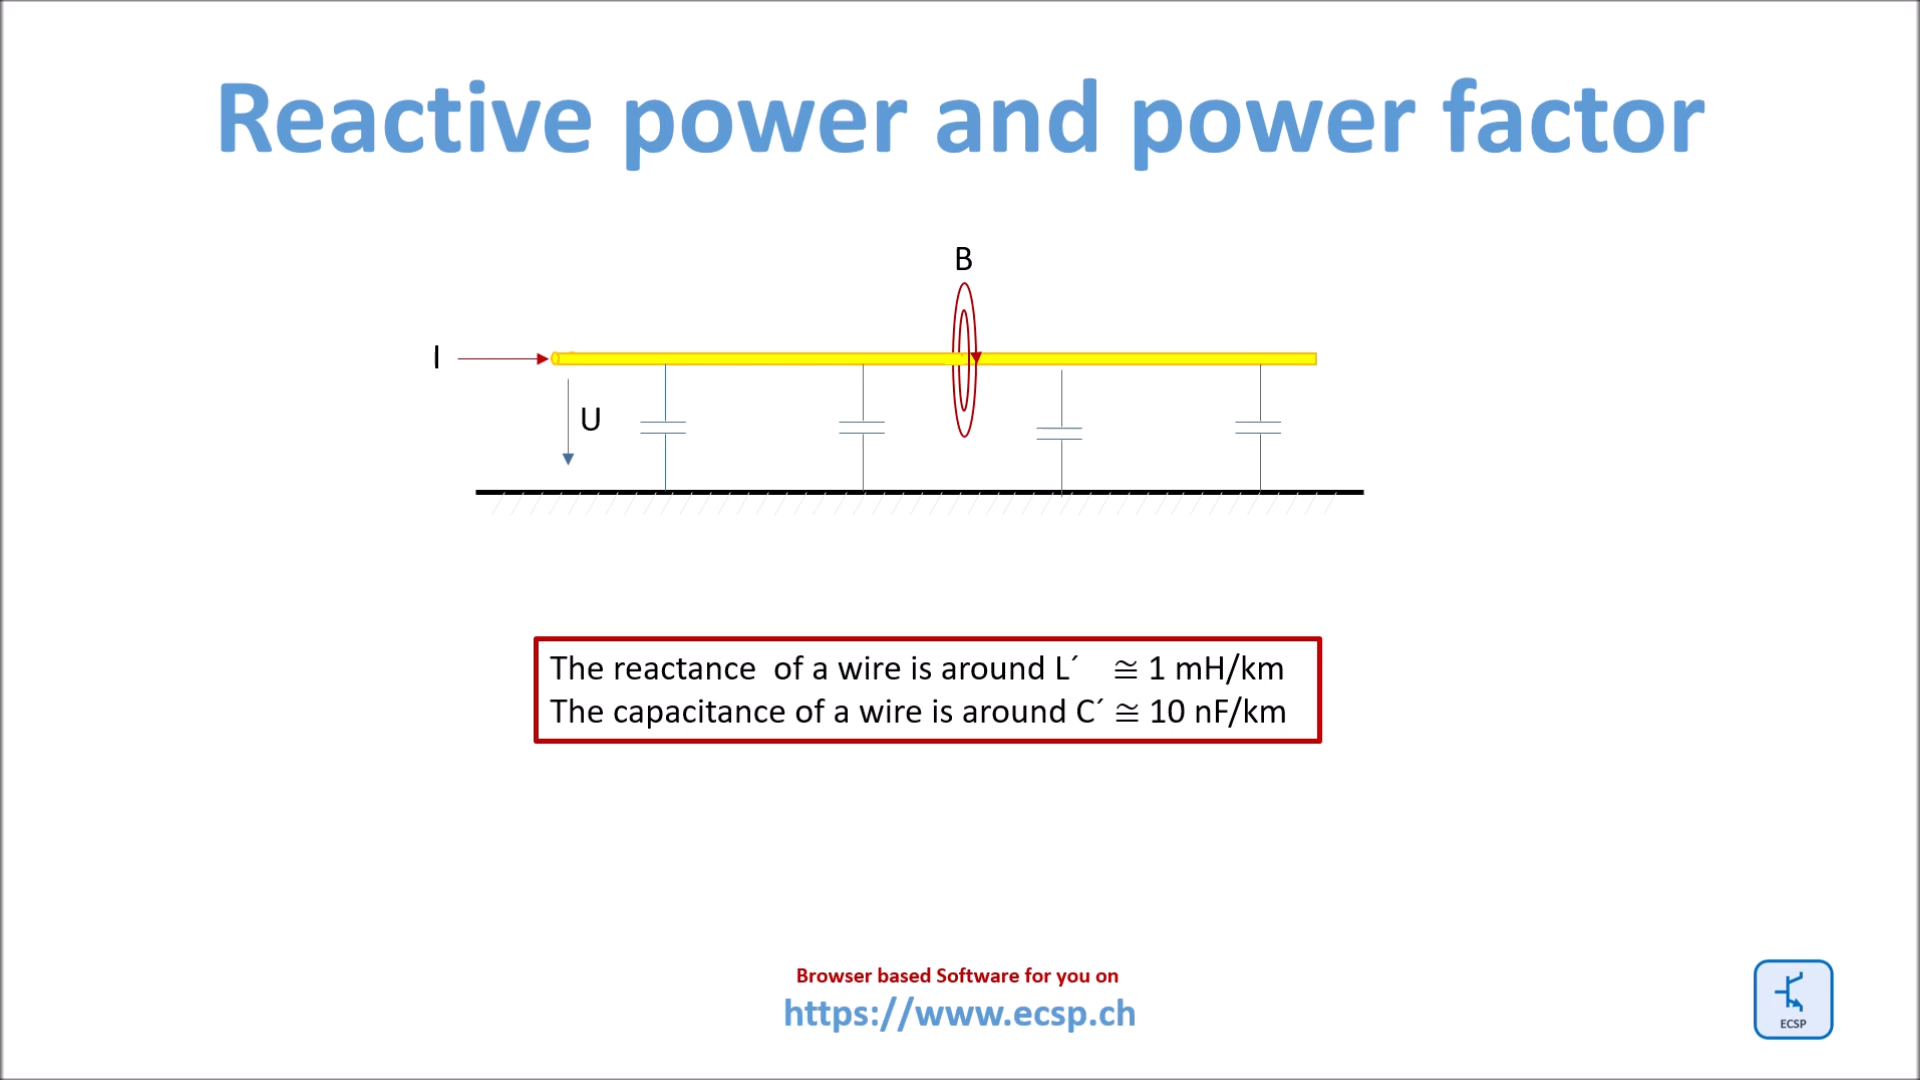 Reactive power and power factor
B
I
U
The reactance  of a wire is around L´   ≅ 1 mH/km
The capacitance of a wire is around C´ ≅ 10 nF/km
Browser based Software for you on
https://www.ecsp.ch
ECSP